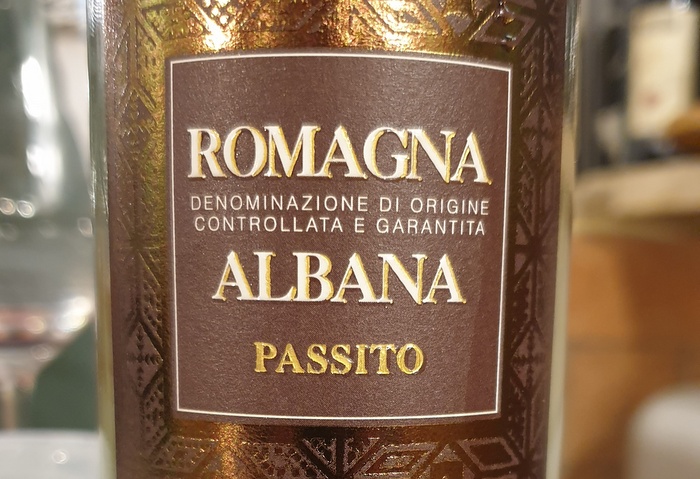 ROMAGNA
DENOMINAZIONE DI ORIGINE
CONTROLLATA E GARANTITA
ALBANA
PASSITO